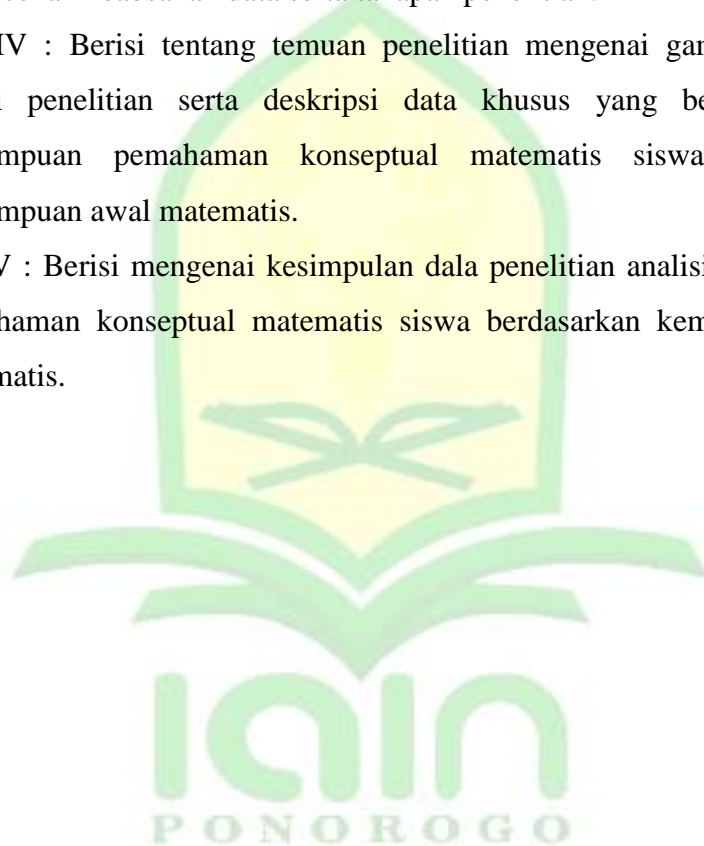 IV : Berisi tentang temuan penelitian mengenai gam
i penelitian serta deskripsi data khusus yang be
mpuan pemahaman konseptual matematis siswa
mpuan awal matematis.
V : Berisi mengenai kesimpulan dala penelitian analisi
haman konseptual matematis siswa berdasarkan kem
matis.
iain
PONOROGO